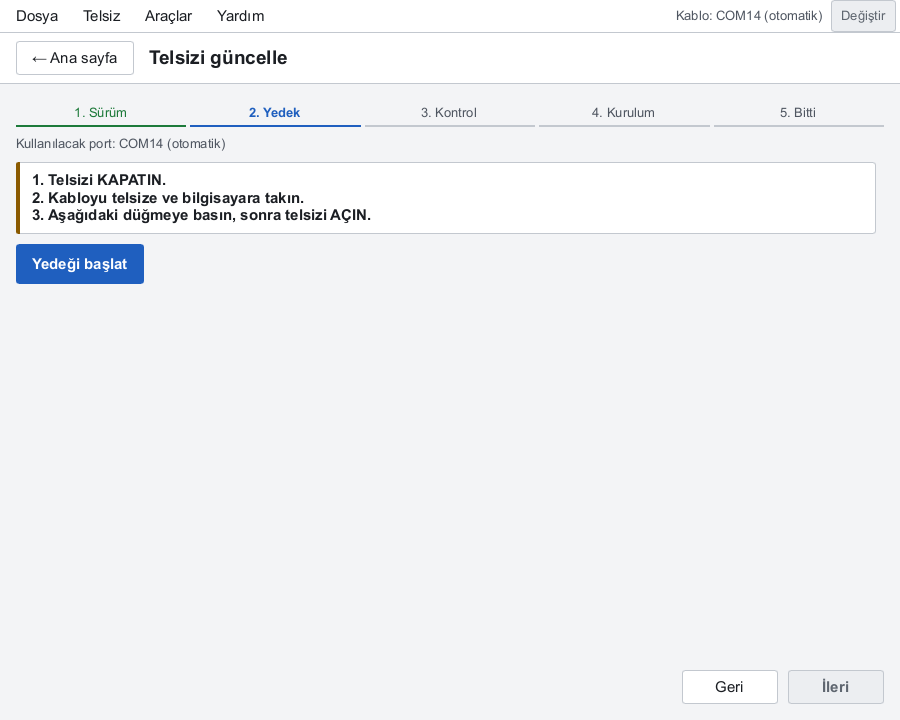 Dosya Telsiz Araçlar Yardım Kablo: COM14 (otomatik) Değiştir
← Ana sayfa Telsizi güncelle
1. Sürüm 2. Yedek 3. Kontrol 4. Kurulum 5. Bitti
Kullanılacak port: COM14 (otomatik)
1. Telsizi KAPATIN.
2. Kabloyu telsize ve bilgisayara takın.
3. Aşağıdaki düğmeye basın, sonra telsizi AÇIN.
Yedeği başlat
Geri İleri